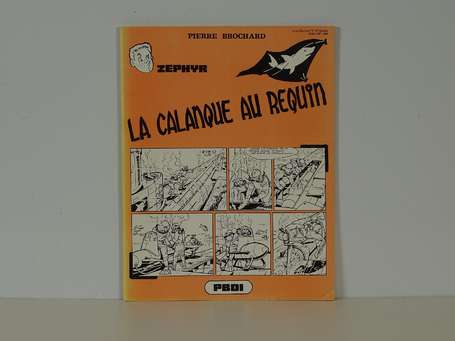 PIERRE BROCHARD
ZEPHYR
LA CALANQUE AU REQUIN
PBDI